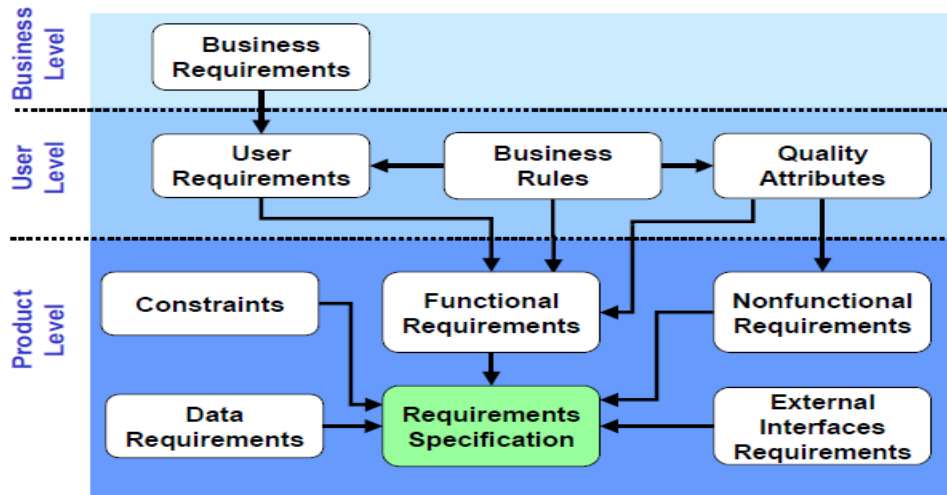 Business
Level
Business
Requirements
User
Level
User
Requirements
Business
Rules
Quality
Attributes
Product
Level
Constraints
Functional
Requirements
Nonfunctional
Requirements
Data
Requirements
Requirements
Specification
External
Interfaces
Requirements